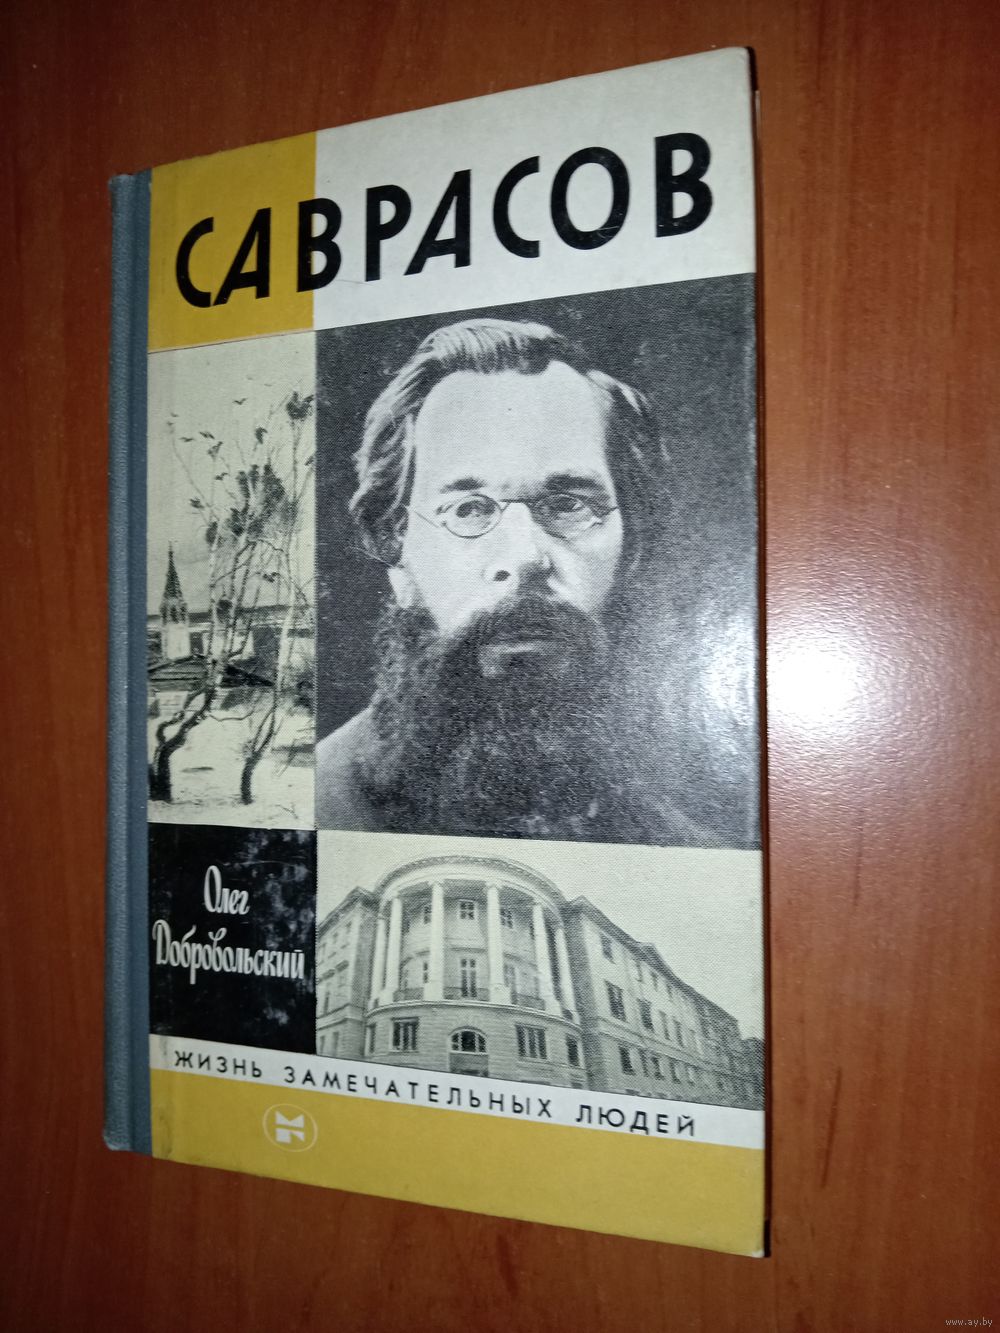 САВРАСОВ
Олег
Добровольский
ЖИЗНЬ ЗАМЕЧАТЕЛЬНЫХ ЛЮДЕЙ
www.ay.by